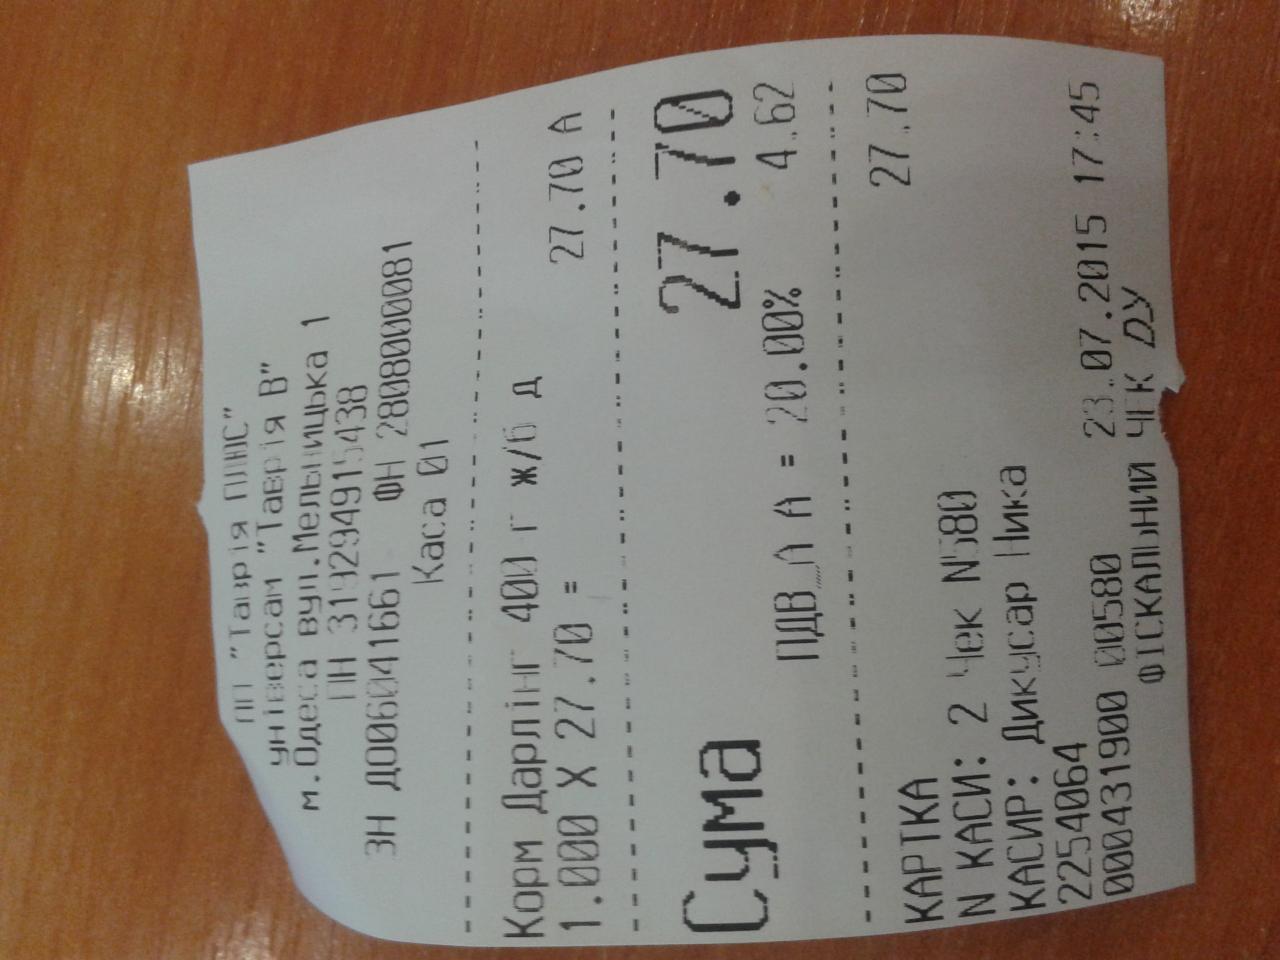 ПП "Таврія ПЛЮС"
універсам "Таврія В"
м.Одеса вул.Мельницька 1
ПН 319294915438
ЗН ДО06041661 ФН 2808000081
Каса 01
Корм Дарлінг 400 г ж/б д
1.000 X 27.70 = 27.70 А
Сума 27.70
ПДВ А А = 20.00% 4.62
КАРТКА 27.70
N КАСИ: 2 Чек N580
КАСИР: Дикусар Ника
2254064 23.07.2015 17:45
000431900 00580
ФІСКАЛЬНИЙ ЧЕК